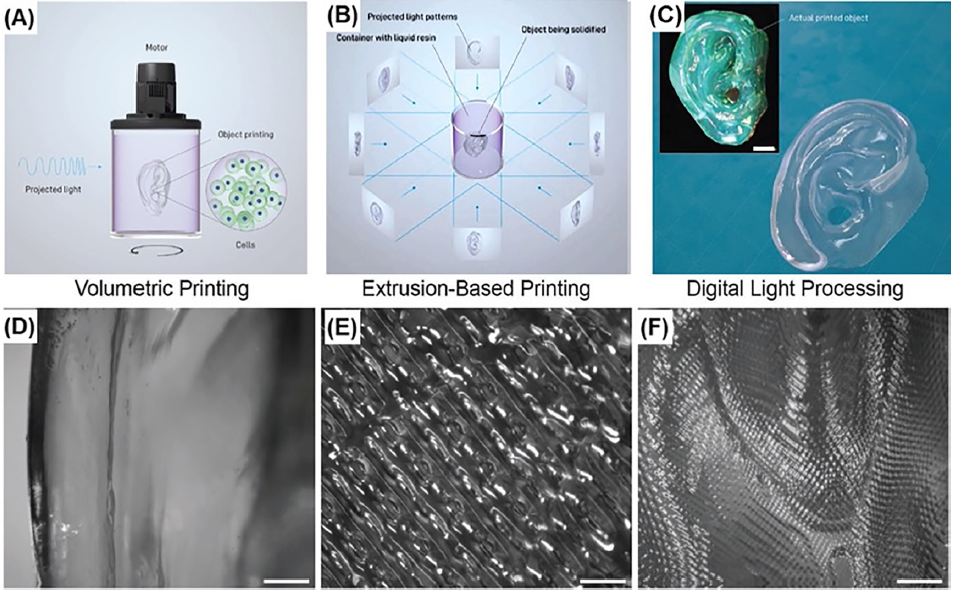 (A)
Motor
Object printing
Projected light
Cells
(B)
Projected light patterns
Container with liquid resin
Object being solidified
(C)
Actual printed object
Volumetric Printing
Extrusion-Based Printing
Digital Light Processing
(D)
(E)
(F)